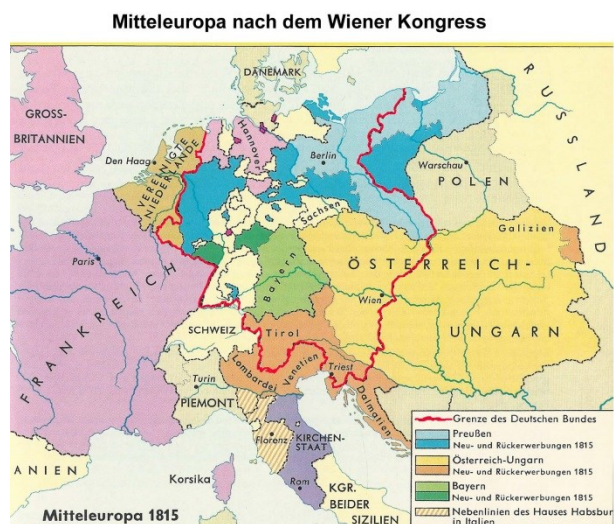 Mitteleuropa nach dem Wiener Kongress
DÄNEMARK
GROSS-
BRITANNIEN
RUSSLAND
Hannover
Den Haag
VEREINIGTE
NIEDERLANDE
Berlin
Warschau
POLEN
Sachsen
Galizien
Paris
FRANKREICH
Bayern
ÖSTERREICH-
Wien
UNGARN
SCHWEIZ
Tirol
Lombardei
Venetien
Triest
Turin
PIEMONT
Dalmatien
Florenz
KIRCHEN-
STAAT
Korsika
Rom
ANIEN
KGR.
BEIDER
SIZILIEN
Mitteleuropa 1815
Grenze des Deutschen Bundes
Preußen
Neu- und Rückerwerbungen 1815
Österreich-Ungarn
Neu- und Rückerwerbungen 1815
Bayern
Neu- und Rückerwerbungen 1815
Nebenlinien des Hauses Habsbur
in Italien